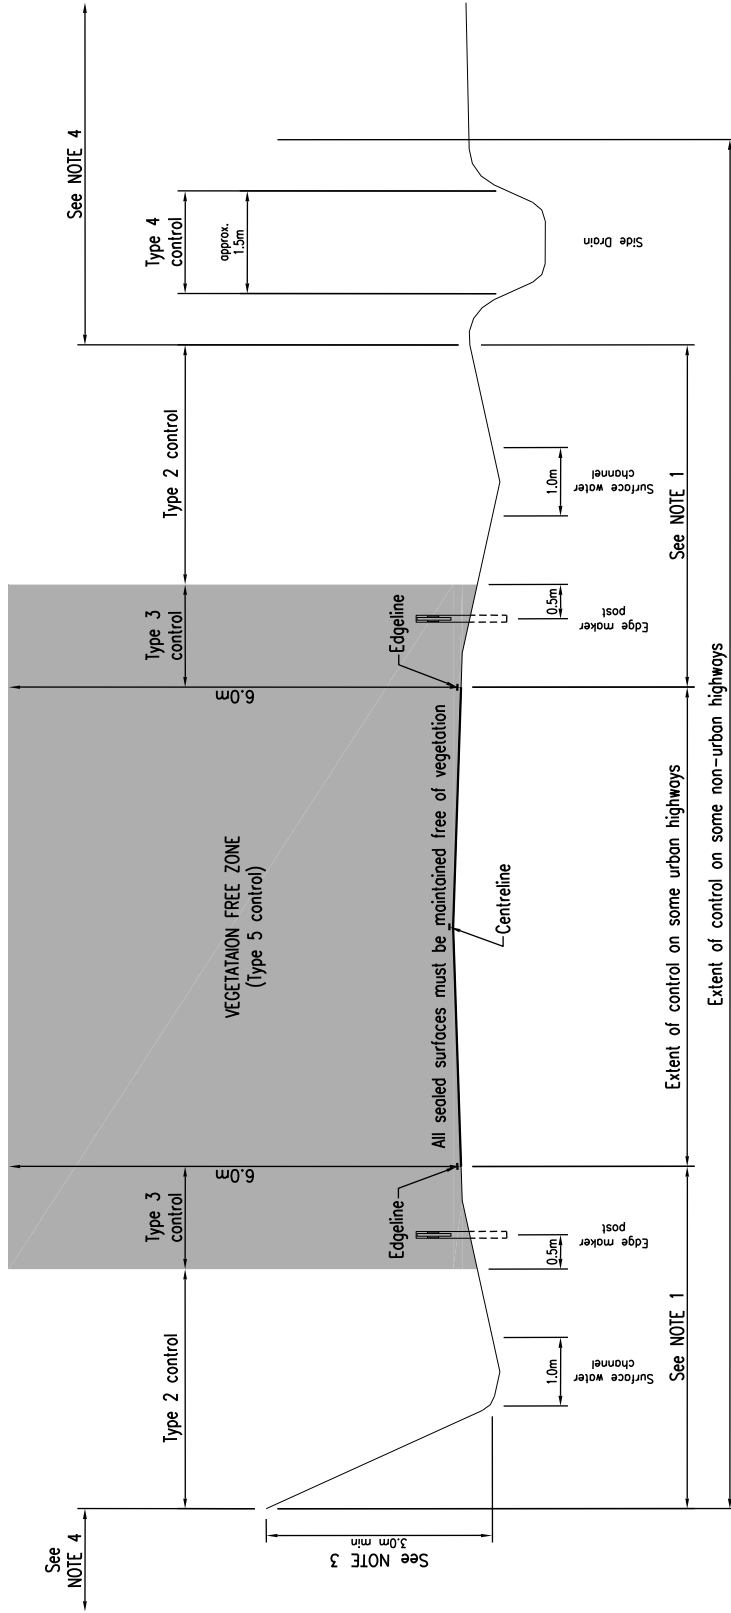 See
NOTE 4
See NOTE 4
Type 2 control
Type 3
control
Type 3
control
Type 2 control
Type 4
control
approx.
1.5m
6.0m
6.0m
VEGETATAION FREE ZONE
(Type 5 control)
See NOTE 3
3.0m min
Edgeline
All sealed surfaces must be maintained free of vegetation
Edgeline
Centreline
1.0m
Surface water
channel
0.5m
Edge maker
post
0.5m
Edge maker
post
1.0m
Surface water
channel
Side Drain
See NOTE 1
Extent of control on some urban highways
See NOTE 1
Extent of control on some non-urban highways